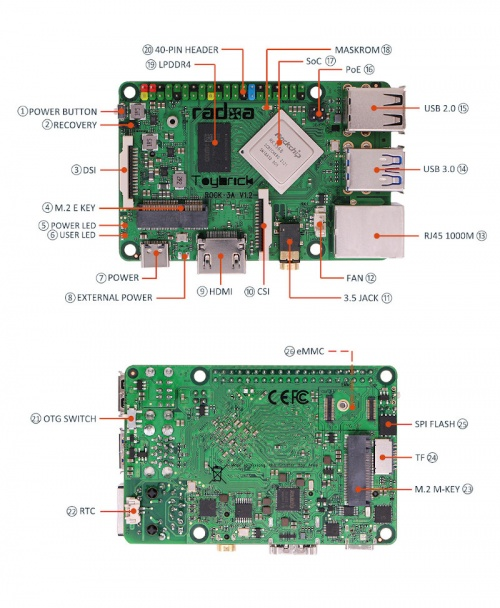 ⑳ 40-PIN HEADER
MASKROM ⑱
⑲ LPDDR4
SoC ⑰
PoE ⑯
① POWER BUTTON
② RECOVERY
radxa
USB 2.0 ⑮
Rockchip
③ DSI
USB 3.0 ⑭
Toybrick
ROCK-3A V1.2
④ M.2 E KEY
⑤ POWER LED
⑥ USER LED
RJ45 1000M ⑬
⑦ POWER
FAN ⑫
⑧ EXTERNAL POWER
⑨ HDMI
⑩ CSI
3.5 JACK ⑪
㉖ eMMC
CE FC
㉑ OTG SWITCH
SPI FLASH ㉕
TF ㉔
M.2 M-KEY ㉓
㉒ RTC